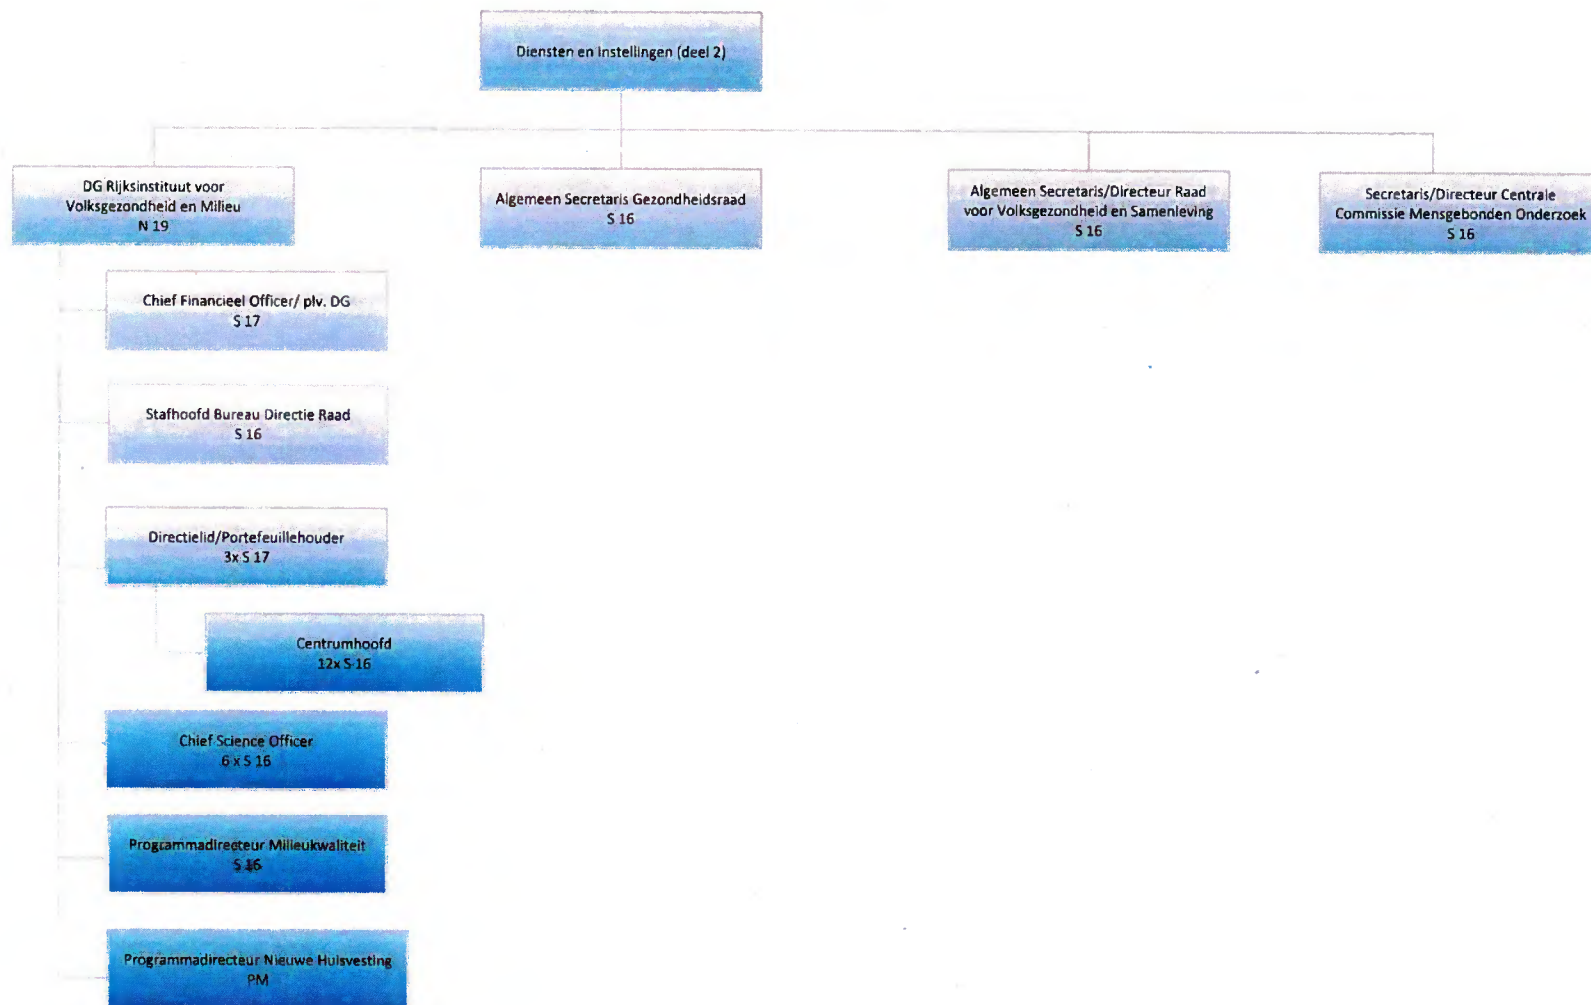 Diensten en Instellingen (deel 2)
DG Rijksinstituut voor
Volksgezondheid en Milieu
N 19
Algemeen Secretaris Gezondheidsraad
S 16
Algemeen Secretaris/Directeur Raad
voor Volksgezondheid en Samenleving
S 16
Secretaris/Directeur Centrale
Commissie Mensgebonden Onderzoek
S 16
Chief Financieel Officer/ plv. DG
S 17
Stafhoofd Bureau Directie Raad
S 16
Directielid/Portefeuillehouder
3x S 17
Centrumhoofd
12x S 16
Chief Science Officer
6 x S 16
Programmadirecteur Milieukwaliteit
S 16
Programmadirecteur Nieuwe Huisvesting
PM